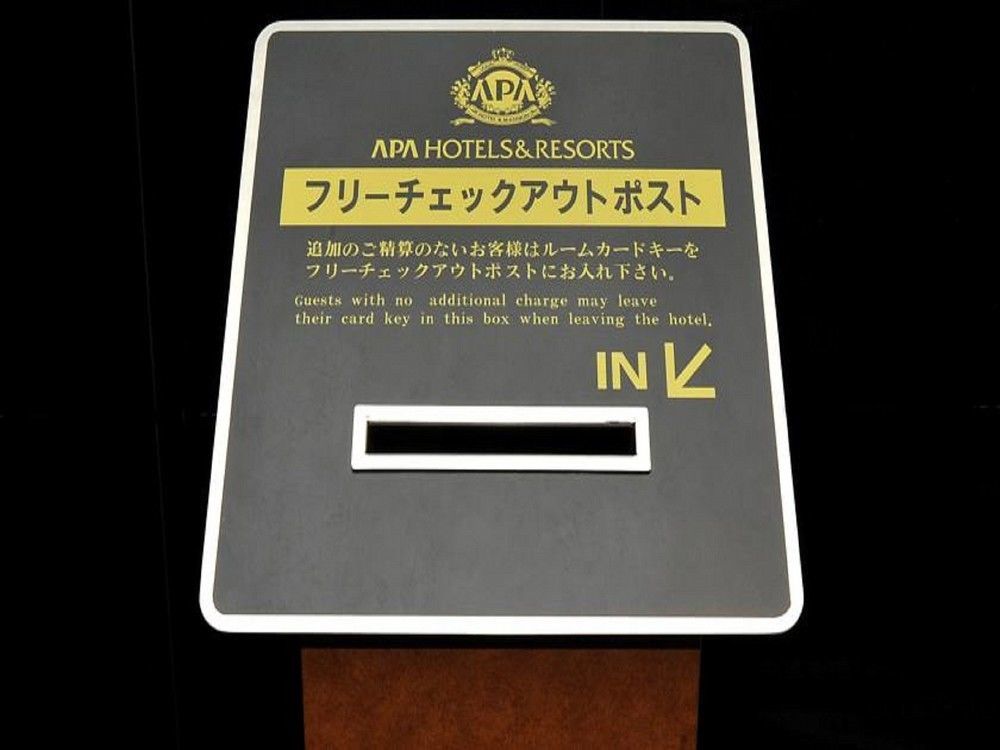 APA
APA HOTELS&RESORTS
フリーチェックアウトポスト
追加のご精算のないお客様はルームカードキーを
フリーチェックアウトポストにお入れ下さい。
Guests with no additional charge may leave
their card key in this box when leaving the hotel.
IN